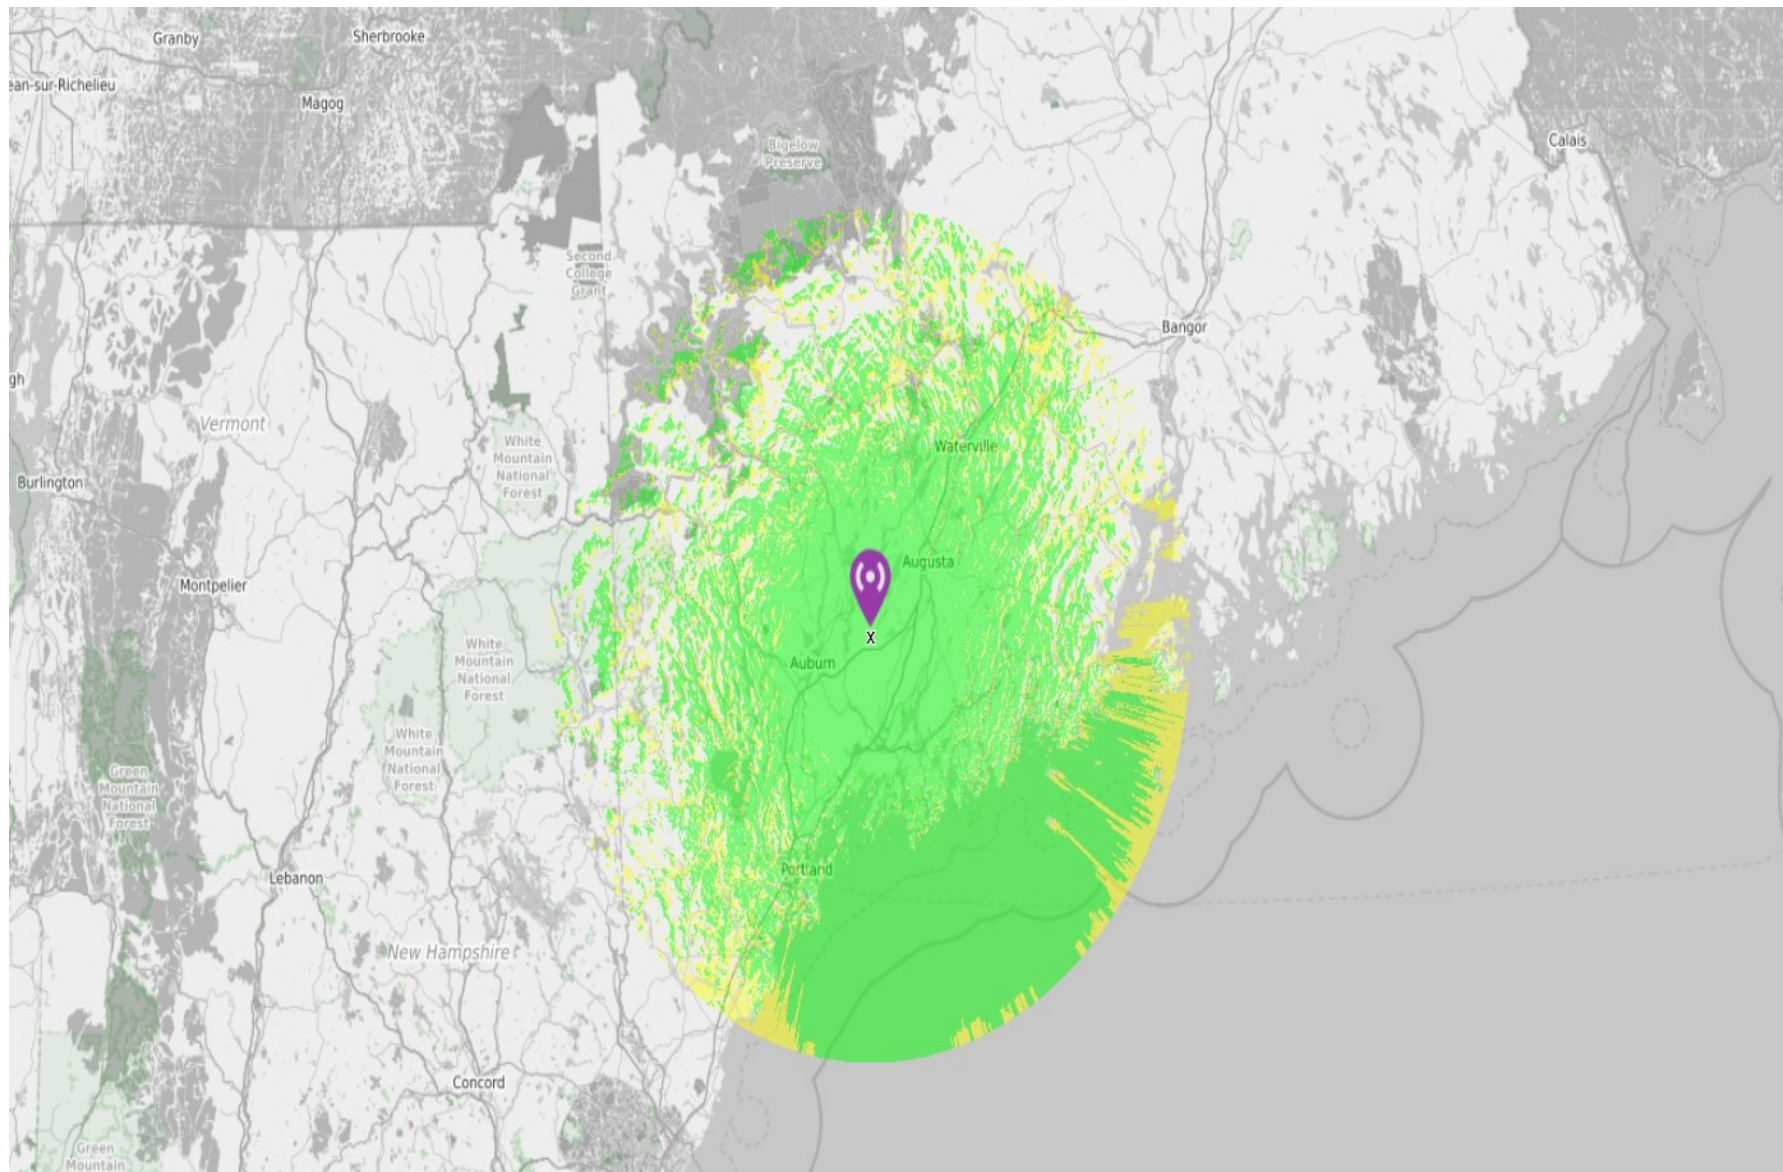 Granby
Sherbrooke
ean-sur-Richelieu
Magog
Calais
Bigelow
Preserve
Second
College
Grant
Bangor
gh
Vermont
White
Mountain
National
Forest
Waterville
Burlington
Augusta
Montpelier
X
White
Mountain
National
Forest
Auburn
White
Mountain
National
Forest
Green
Mountain
National
Forest
Portland
Lebanon
New Hampshire
Concord
Green
Mountain